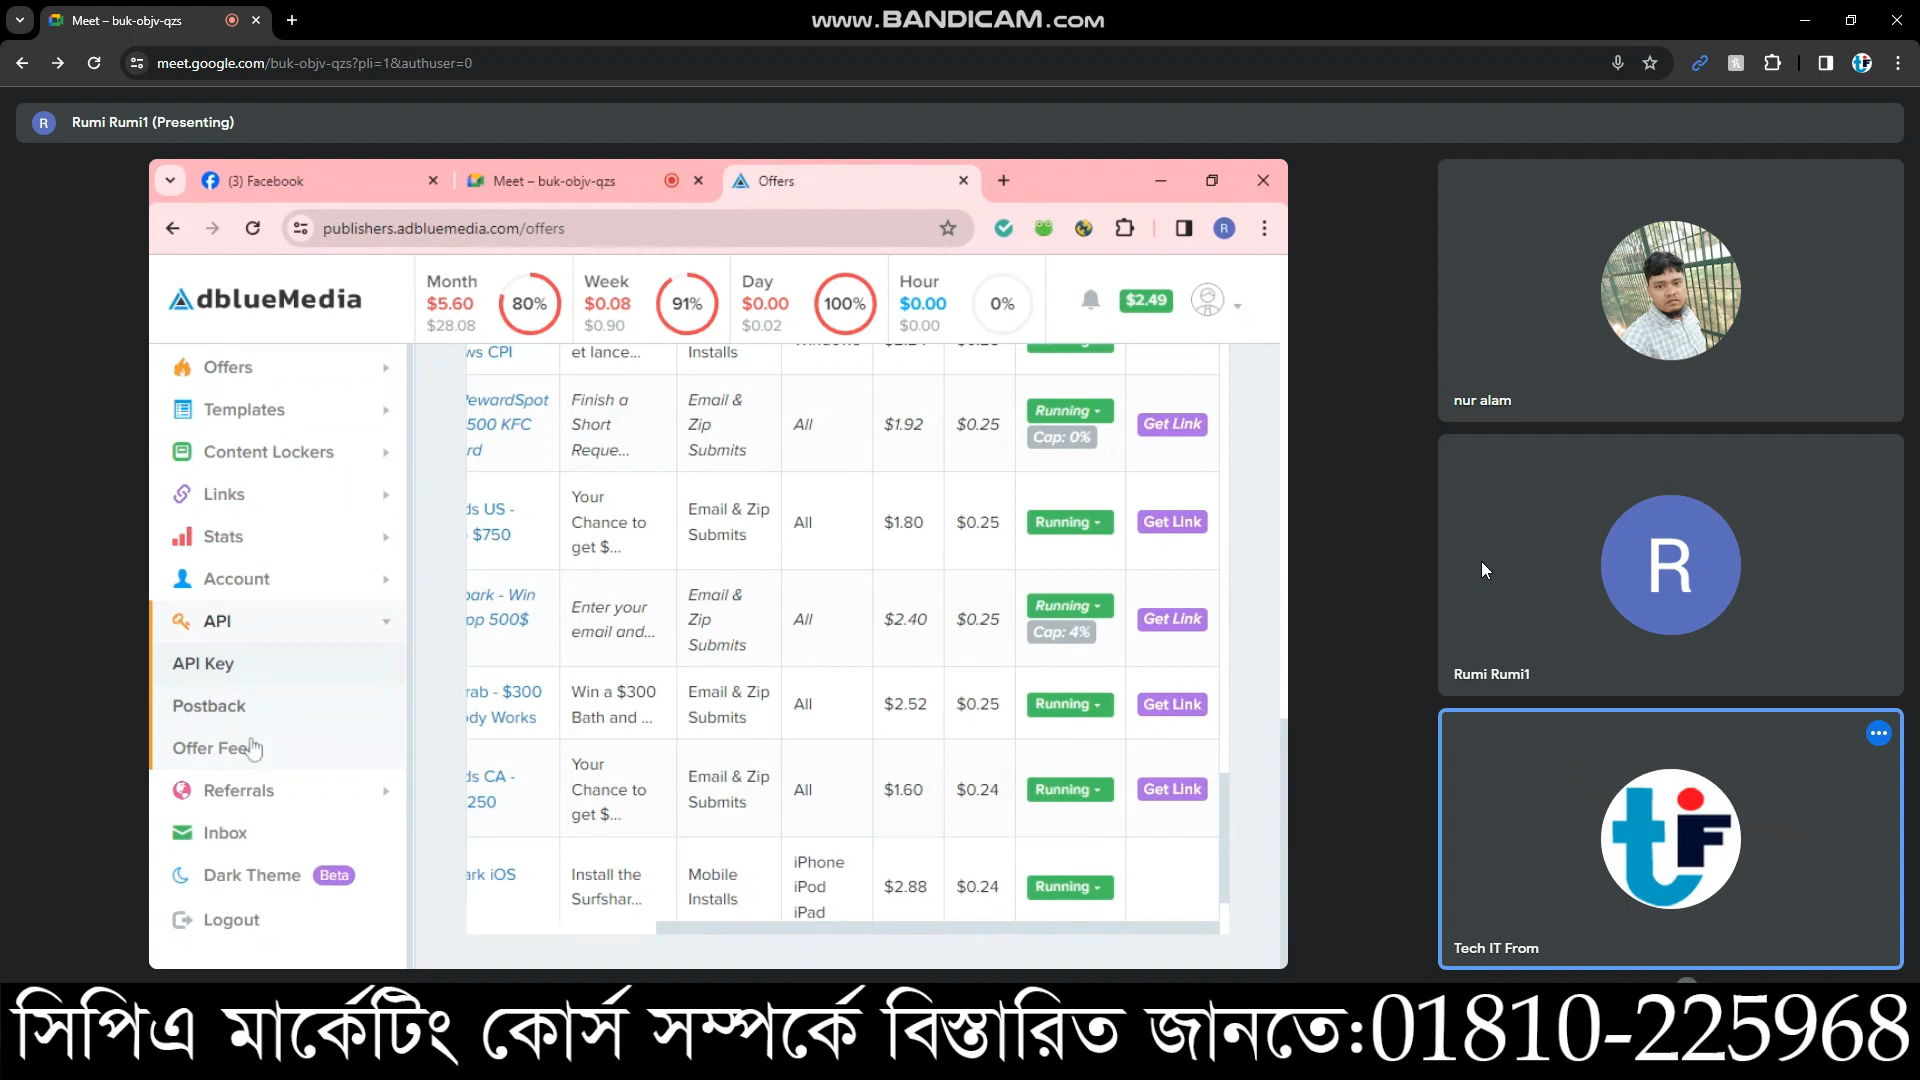 Meet – buk-objv-qzs
www.BANDICAM.com
meet.google.com/buk-objv-qzs?pli=1&authuser=0
R Rumi Rumi1 (Presenting)
(3) Facebook
Meet – buk-objv-qzs
Offers
publishers.adbluemedia.com/offers
R
AdblueMedia
Month
$5.60
$28.08
80%
Week
$0.08
$0.90
91%
Day
$0.00
$0.02
100%
Hour
$0.00
$0.00
0%
$2.49
Offers
Templates
Content Lockers
Links
Stats
Account
API
API Key
Postback
Offer Fee
Referrals
Inbox
Dark Theme Beta
Logout
ws CPI
et lance...
Installs
RewardSpot
500 KFC
rd
Finish a
Short
Reque...
Email &
Zip
Submits
All
$1.92
$0.25
Running
Cap: 0%
Get Link
ds US -
$750
Your
Chance to
get $...
Email & Zip
Submits
All
$1.80
$0.25
Running
Get Link
park - Win
op 500$
Enter your
email and...
Email &
Zip
Submits
All
$2.40
$0.25
Running
Cap: 4%
Get Link
rab - $300
dy Works
Win a $300
Bath and ...
Email & Zip
Submits
All
$2.52
$0.25
Running
Get Link
ds CA -
250
Your
Chance to
get $...
Email & Zip
Submits
All
$1.60
$0.24
Running
Get Link
ark iOS
Install the
Surfshar...
Mobile
Installs
iPhone
iPod
iPad
$2.88
$0.24
Running
nur alam
R
Rumi Rumi1
tiF
Tech IT From
সিপিএ মার্কেটিং কোর্স সম্পর্কে বিস্তারিত জানতে:01810-225968